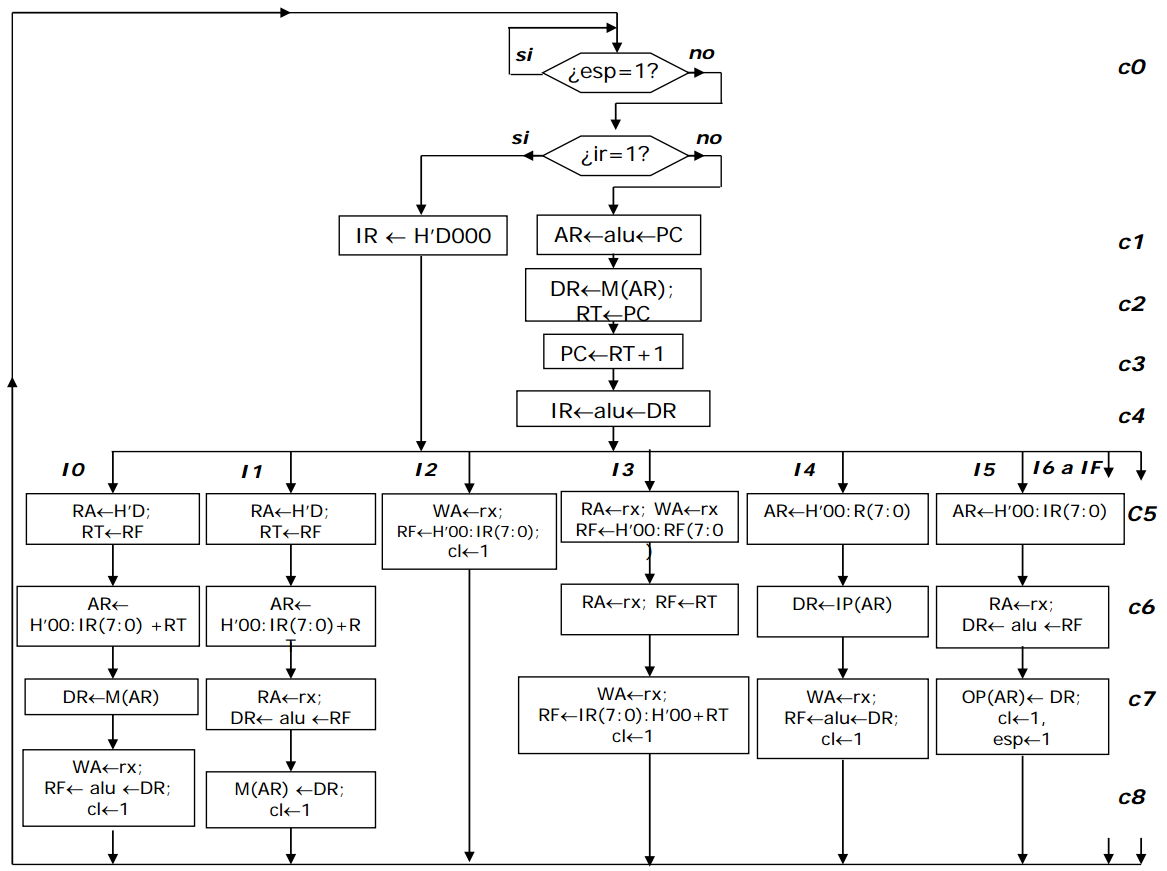 si
no
¿esp=1?
c0
si
no
¿ir=1?
IR ← H'D000
AR←alu←PC
c1
DR←M(AR);
RT←PC
c2
PC←RT+1
c3
IR←alu←DR
c4
I0
I1
I2
I3
I4
I5
I6 a IF
RA←H'D;
RT←RF
RA←H'D;
RT←RF
WA←rx;
RF←H'00:IR(7:0);
cl←1
RA←rx; WA←rx
RF←H'00:RF(7:0
)
AR←H'00:R(7:0)
AR←H'00:IR(7:0)
C5
AR←
H'00:IR(7:0) +RT
AR←
H'00:IR(7:0)+R
T
RA←rx; RF←RT
DR←IP(AR)
RA←rx;
DR← alu ←RF
c6
DR←M(AR)
RA←rx;
DR← alu ←RF
WA←rx;
RF←IR(7:0):H'00+RT
cl←1
WA←rx;
RF←alu←DR;
cl←1
OP(AR)← DR;
cl←1,
esp←1
c7
WA←rx;
RF← alu ←DR;
cl←1
M(AR) ←DR;
cl←1
c8